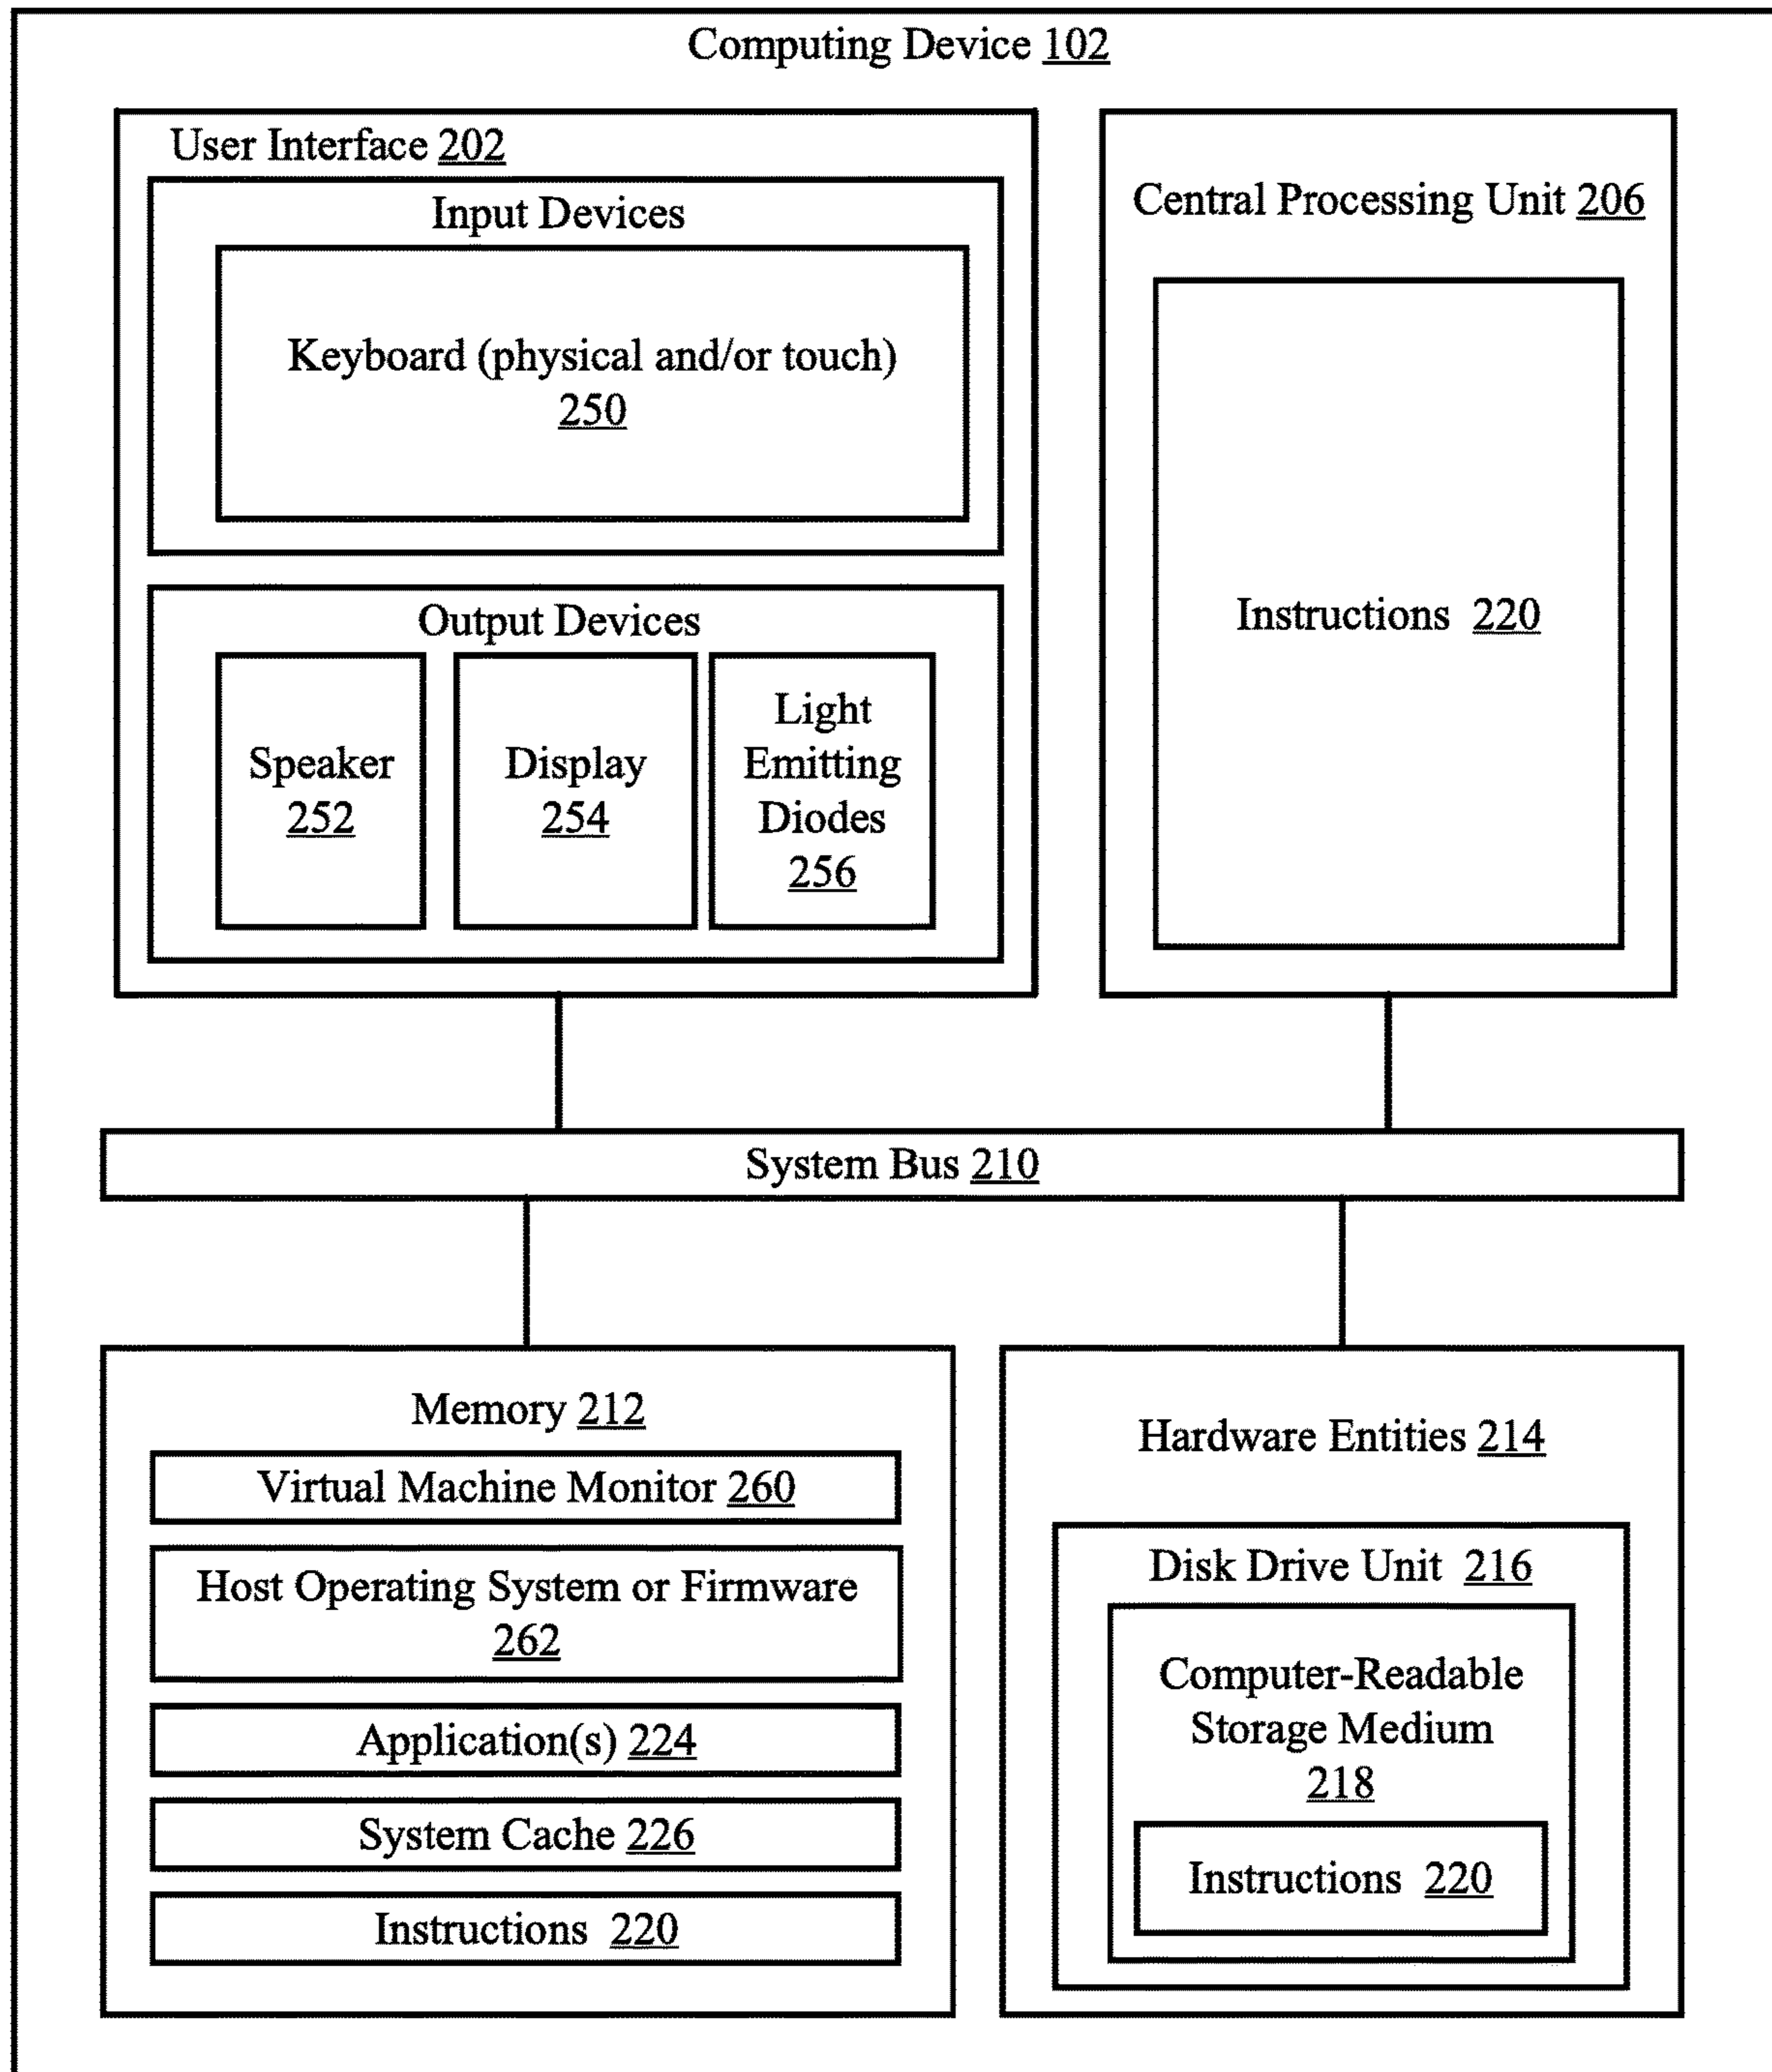 Computing Device 102
User Interface 202
Input Devices
Keyboard (physical and/or touch)
250
Output Devices
Speaker
252
Display
254
Light
Emitting
Diodes
256
Central Processing Unit 206
Instructions 220
System Bus 210
Memory 212
Virtual Machine Monitor 260
Host Operating System or Firmware
262
Application(s) 224
System Cache 226
Instructions 220
Hardware Entities 214
Disk Drive Unit 216
Computer-Readable
Storage Medium
218
Instructions 220